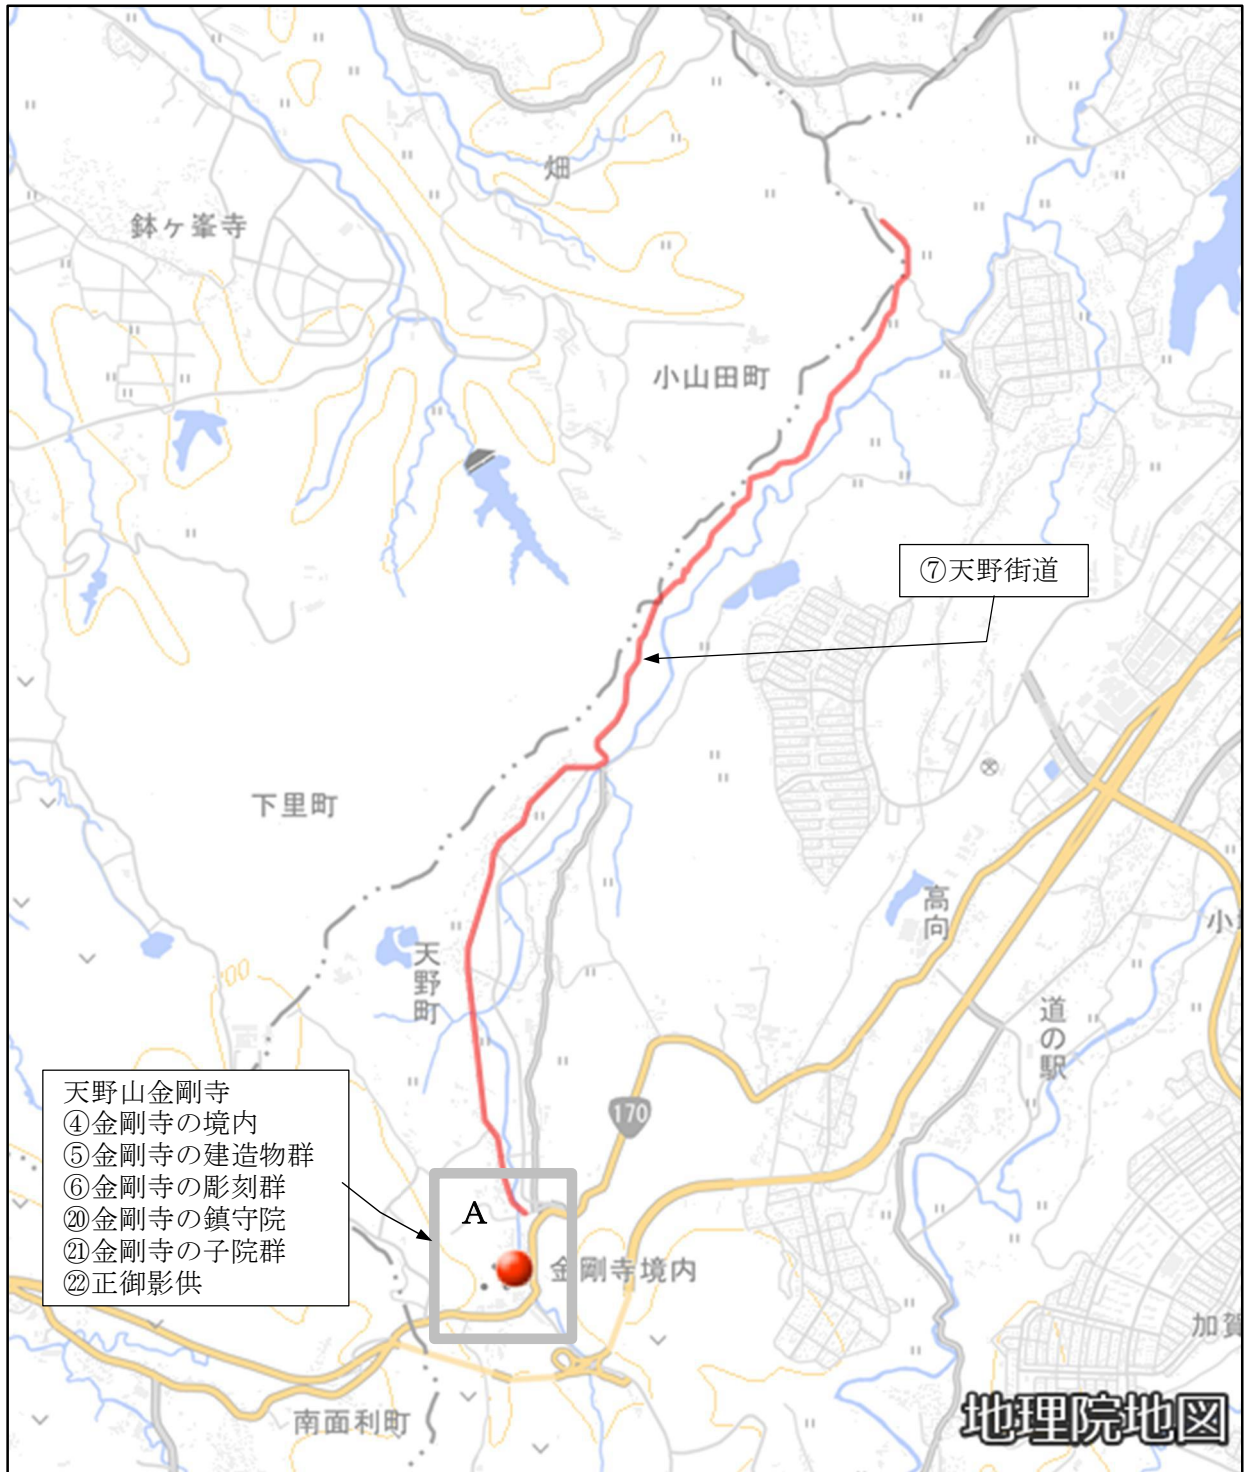 畑
鉢ヶ峯寺
小山田町
⑦天野街道
下里町
高向
小
天野町
道の駅
天野山金剛寺
④金剛寺の境内
⑤金剛寺の建造物群
⑥金剛寺の彫刻群
⑳金剛寺の鎮守院
㉑金剛寺の子院群
㉒正御影供
170
A
金剛寺境内
加賀
南面利町
地理院地図